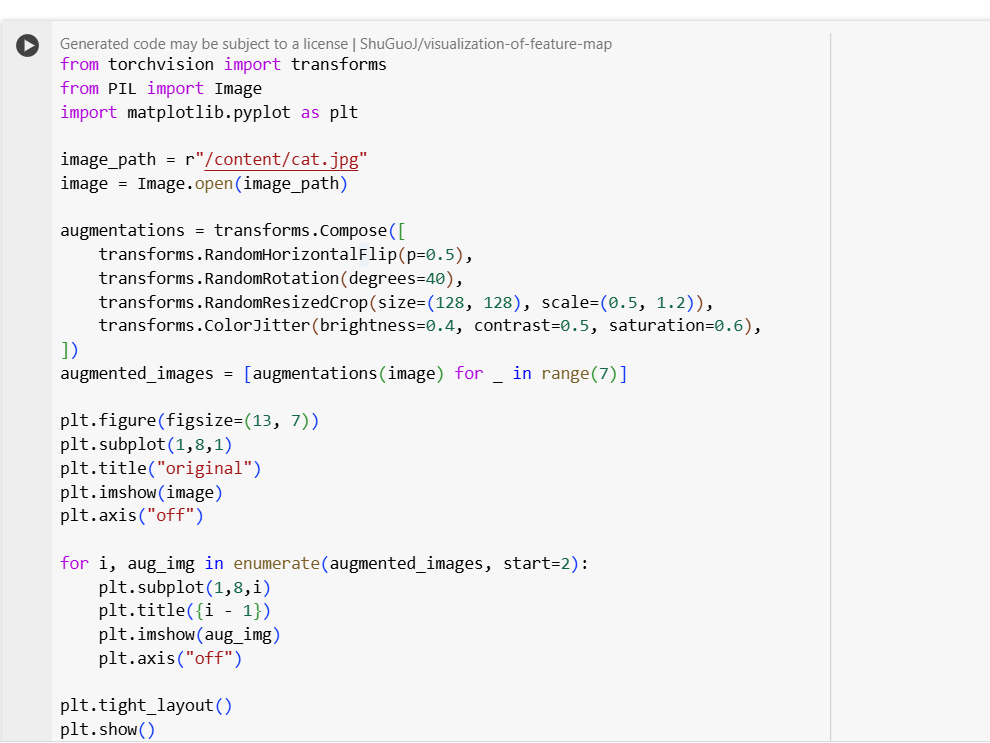 Generated code may be subject to a license | ShuGuoJ/visualization-of-feature-map
from torchvision import transforms
from PIL import Image
import matplotlib.pyplot as plt

image_path = r"/content/cat.jpg"
image = Image.open(image_path)

augmentations = transforms.Compose([
    transforms.RandomHorizontalFlip(p=0.5),
    transforms.RandomRotation(degrees=40),
    transforms.RandomResizedCrop(size=(128, 128), scale=(0.5, 1.2)),
    transforms.ColorJitter(brightness=0.4, contrast=0.5, saturation=0.6),
])
augmented_images = [augmentations(image) for _ in range(7)]

plt.figure(figsize=(13, 7))
plt.subplot(1,8,1)
plt.title("original")
plt.imshow(image)
plt.axis("off")

for i, aug_img in enumerate(augmented_images, start=2):
    plt.subplot(1,8,i)
    plt.title({i - 1})
    plt.imshow(aug_img)
    plt.axis("off")

plt.tight_layout()
plt.show()